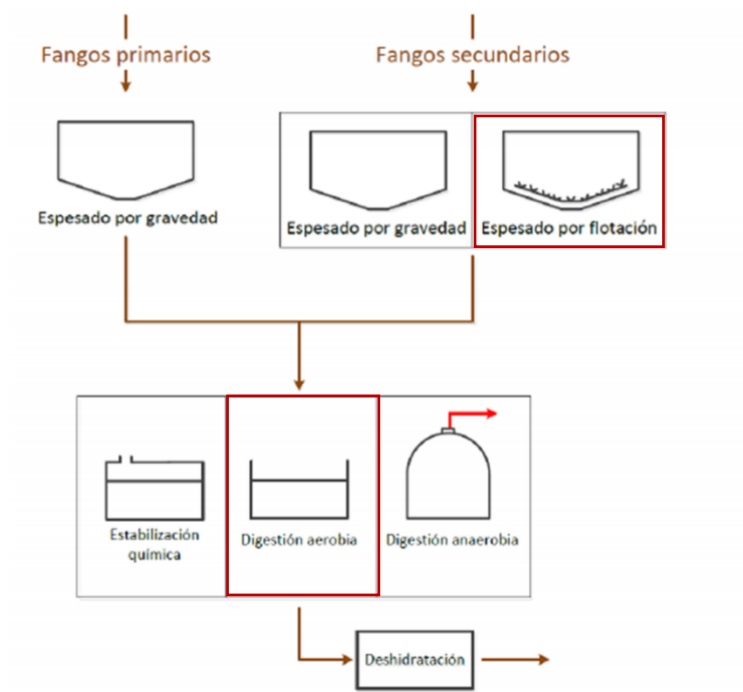 Fangos primarios
Fangos secundarios
Espesado por gravedad
Espesado por gravedad
Espesado por flotación
Estabilización
química
Digestión aerobia
Digestión anaerobia
Deshidratación